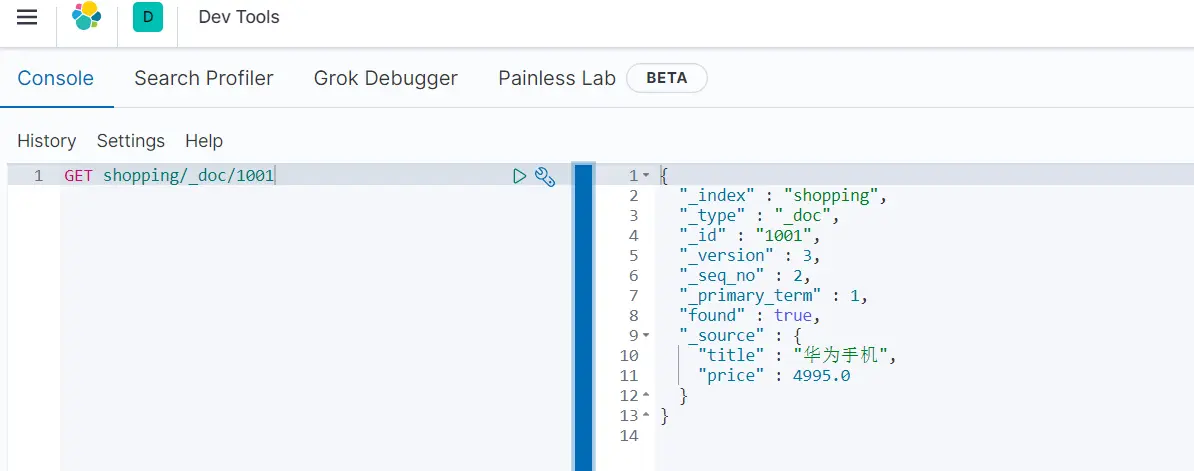 D Dev Tools
Console Search Profiler Grok Debugger Painless Lab BETA
History Settings Help
1 GET shopping/_doc/1001
1 {
2 "_index" : "shopping",
3 "_type" : "_doc",
4 "_id" : "1001",
5 "_version" : 3,
6 "_seq_no" : 2,
7 "_primary_term" : 1,
8 "found" : true,
9 "_source" : {
10 "title" : "华为手机",
11 "price" : 4995.0
12 }
13 }
14